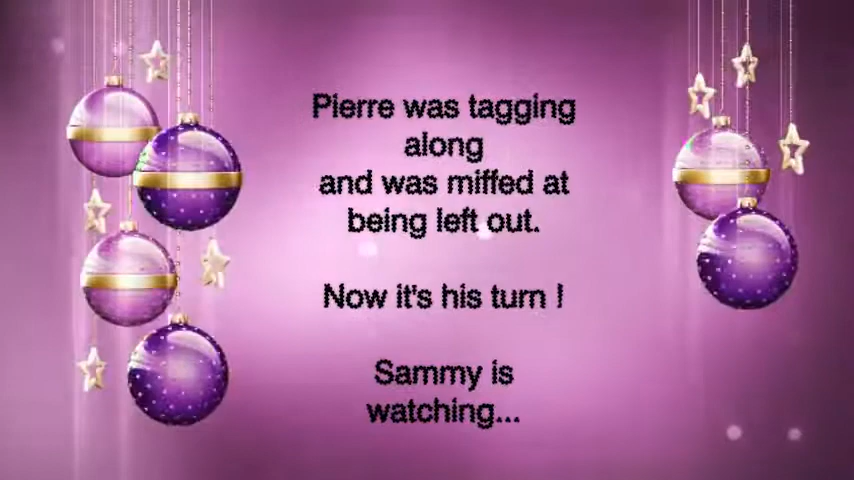 Pierre was tagging
along
and was miffed at
being left out.
Now it's his turn !
Sammy is
watching...